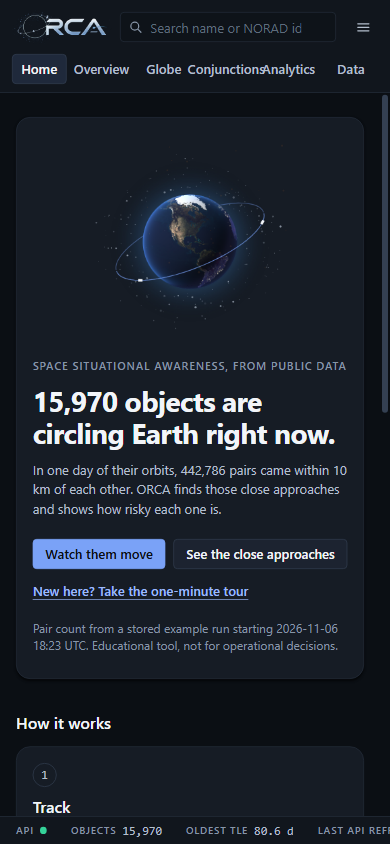 ORCA
Search name or NORAD id
Home Overview Globe Conjunctions Analytics Data
SPACE SITUATIONAL AWARENESS, FROM PUBLIC DATA
15,970 objects are
circling Earth right now.
In one day of their orbits, 442,786 pairs came within 10
km of each other. ORCA finds those close approaches
and shows how risky each one is.
Watch them move See the close approaches
New here? Take the one-minute tour
Pair count from a stored example run starting 2026-11-06
18:23 UTC. Educational tool, not for operational decisions.
How it works
1
Track
API OBJECTS 15,970 OLDEST TLE 80.6 d LAST API REF